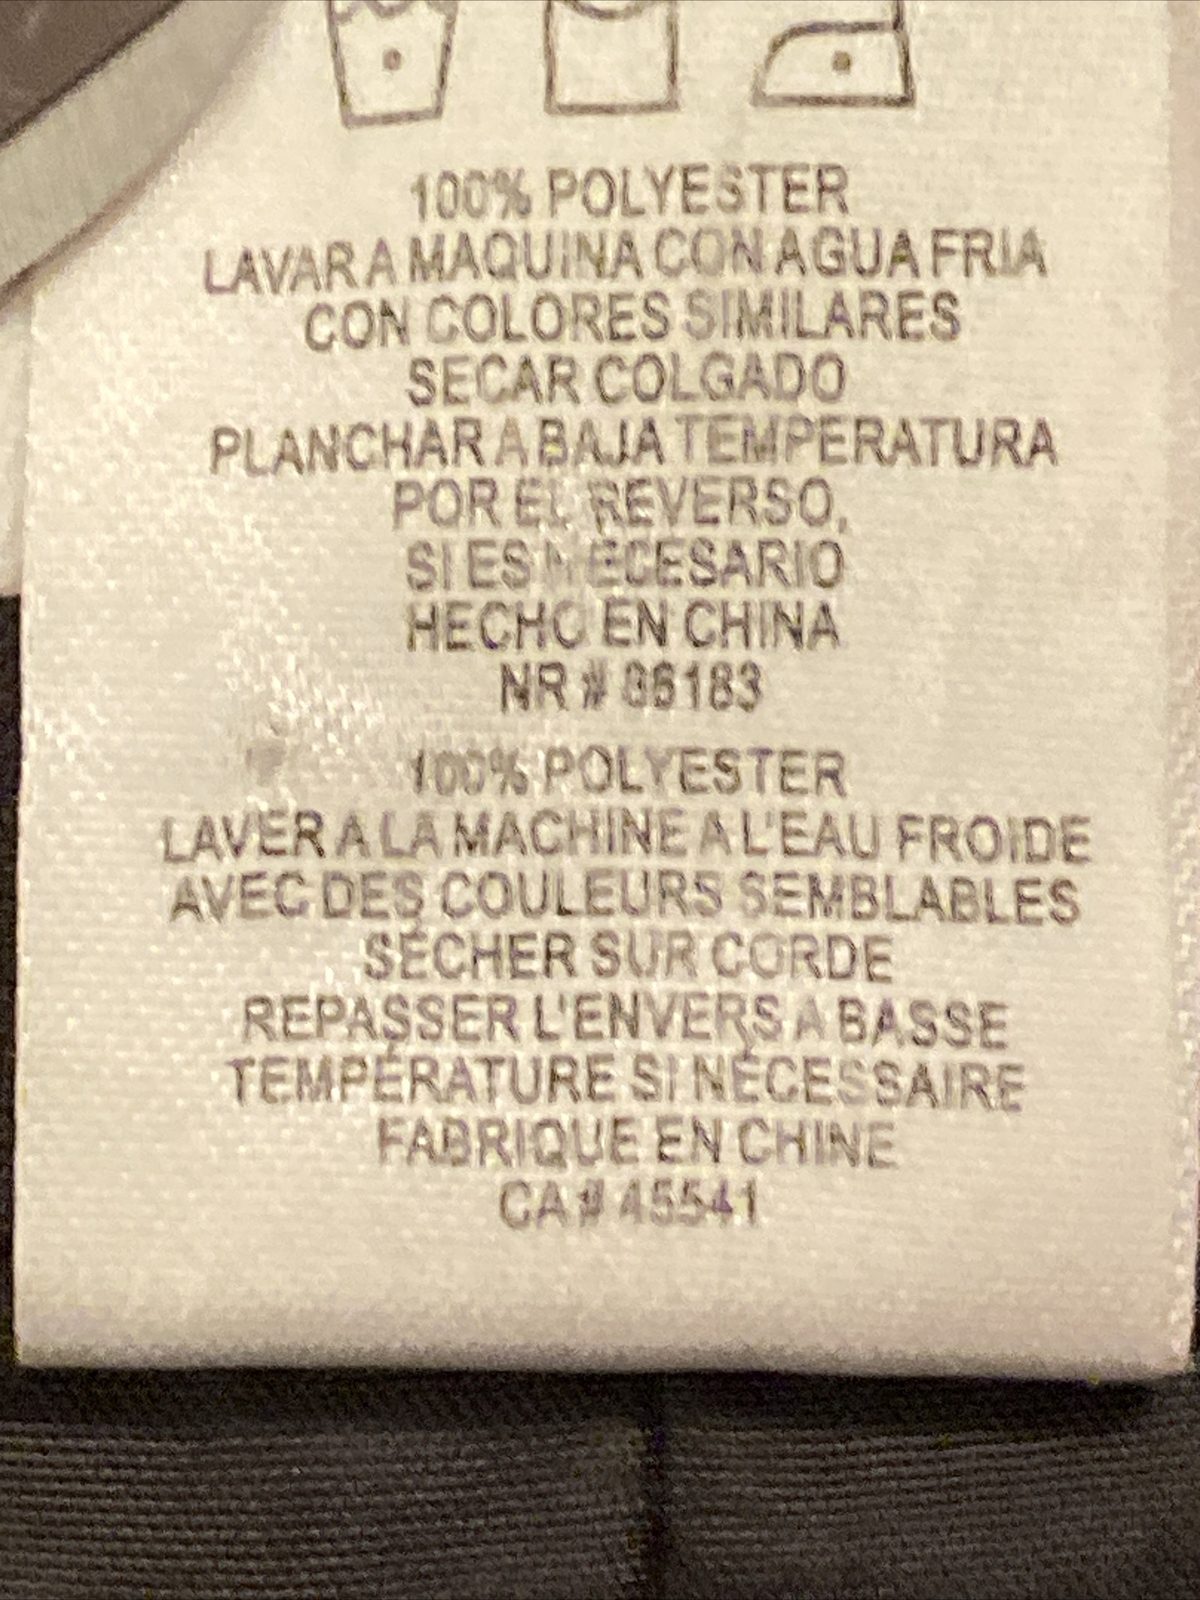 100% POLYESTER
LAVAR A MAQUINA CON AGUA FRIA
CON COLORES SIMILARES
SECAR COLGADO
PLANCHAR A BAJA TEMPERATURA
POR EL REVERSO,
SI ES NECESARIO
HECHO EN CHINA
NR #
100% POLYESTER
LAVER A LA MACHINE A L'EAU FROIDE
AVEC DES COULEURS SEMBLABLES
SÉCHER SUR CORDE
REPASSER L'ENVERS A BASSE
TEMPÉRATURE SI NÉCESSAIRE
FABRIQUE EN CHINE
CA# 45541